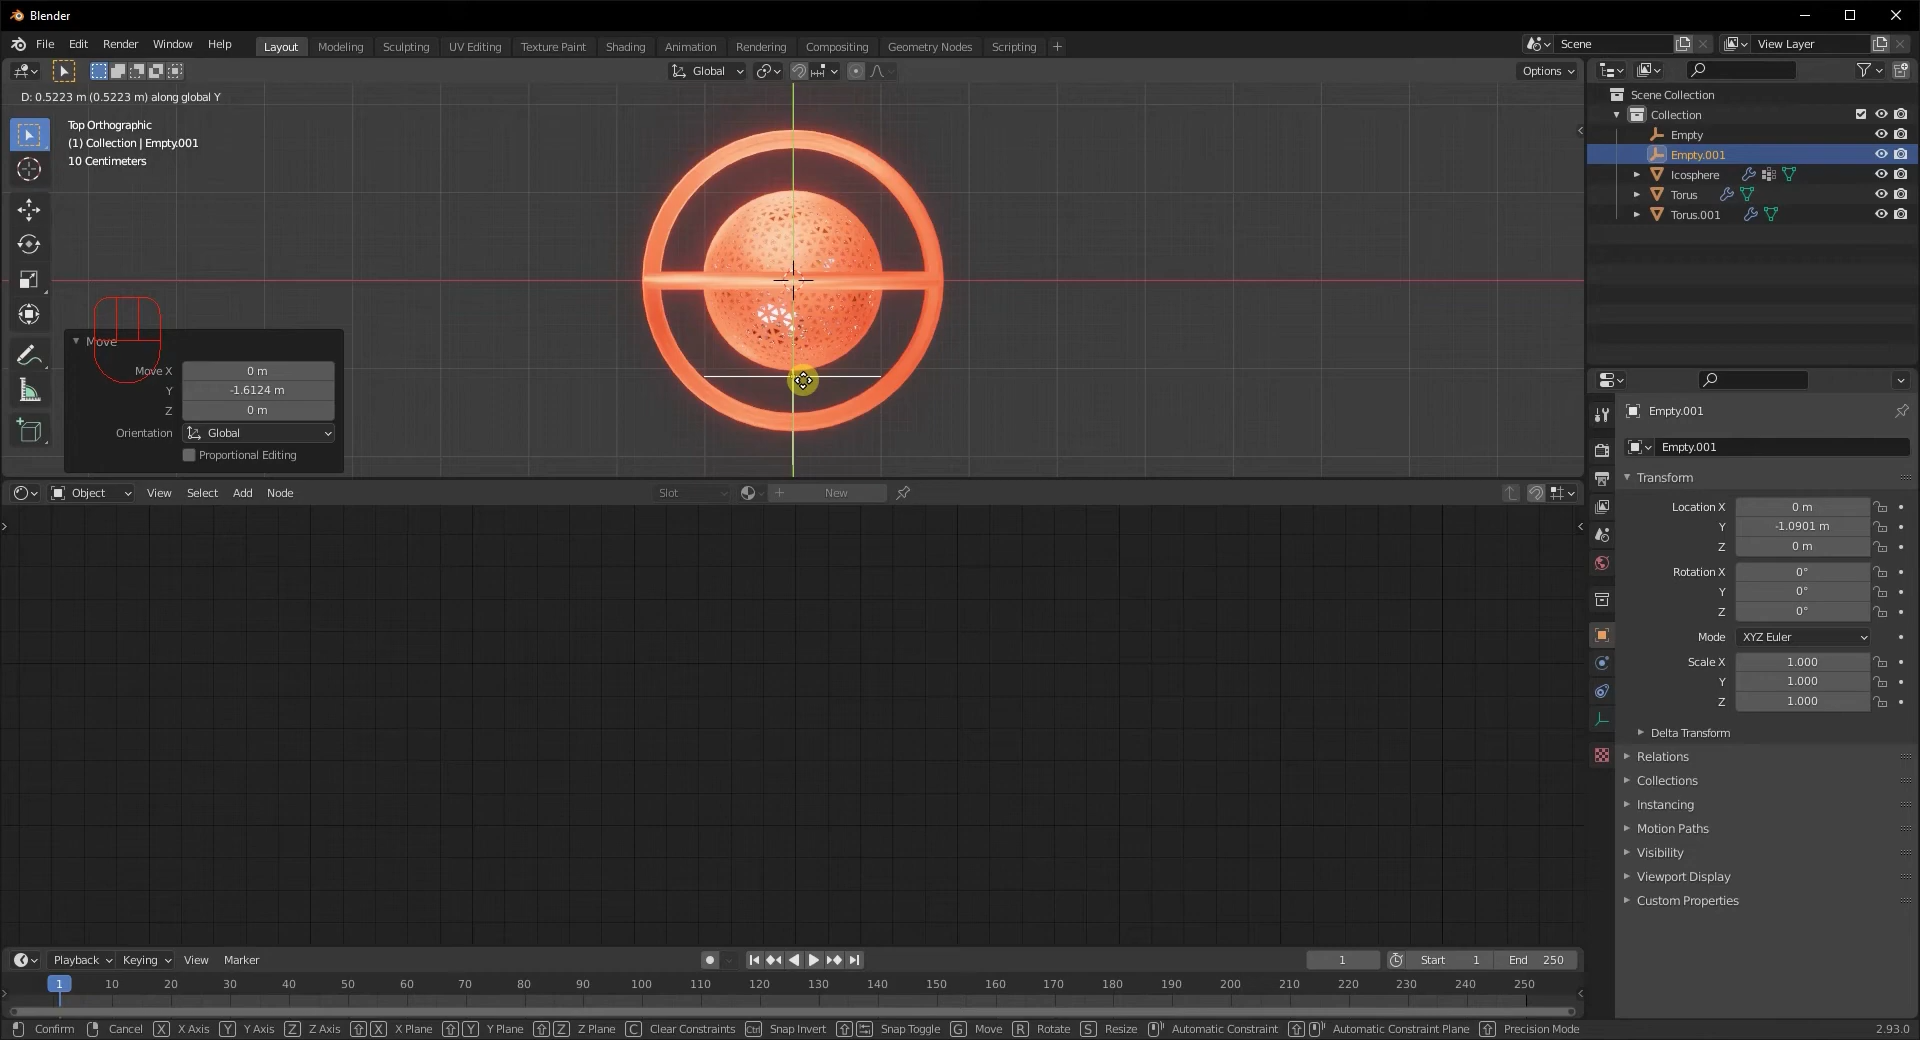 Blender
File Edit Render Window Help
Layout Modeling Sculpting UV Editing Texture Paint Shading Animation Rendering Compositing Geometry Nodes Scripting +
Scene
View Layer
Global
Options
D: 0.5223 m (0.5223 m) along global Y
Top Orthographic
(1) Collection | Empty.001
10 Centimeters
Move
Move X 0 m
Y -1.6124 m
Z 0 m
Orientation Global
Proportional Editing
Scene Collection
Collection
Empty
Empty.001
Icosphere
Torus
Torus.001
Object View Select Add Node
Slot
New
Empty.001
Empty.001
Transform
Location X 0 m
Y -1.0901 m
Z 0 m
Rotation X 0°
Y 0°
Z 0°
Mode XYZ Euler
Scale X 1.000
Y 1.000
Z 1.000
Delta Transform
Relations
Collections
Instancing
Motion Paths
Visibility
Viewport Display
Custom Properties
Playback Keying View Marker
1 Start 1 End 250
1 10 20 30 40 50 60 70 80 90 100 110 120 130 140 150 160 170 180 190 200 210 220 230 240 250
Confirm Cancel X X Axis Y Y Axis Z Z Axis X X Plane Y Y Plane Z Z Plane C Clear Constraints Ctrl Snap Invert Snap Toggle G Move R Rotate S Resize Automatic Constraint Automatic Constraint Plane Precision Mode 2.93.0